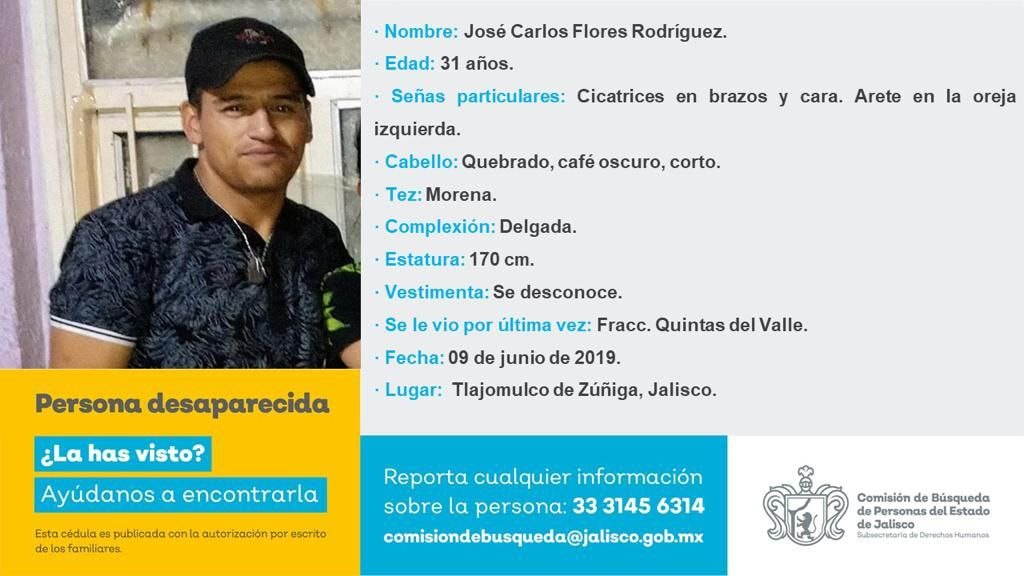 · Nombre: José Carlos Flores Rodríguez.
· Edad: 31 años.
· Señas particulares: Cicatrices en brazos y cara. Arete en la oreja
izquierda.
· Cabello: Quebrado, café oscuro, corto.
· Tez: Morena.
· Complexión: Delgada.
· Estatura: 170 cm.
· Vestimenta: Se desconoce.
· Se le vio por última vez: Fracc. Quintas del Valle.
· Fecha: 09 de junio de 2019.
· Lugar: Tlajomulco de Zúñiga, Jalisco.
Persona desaparecida
¿La has visto?
Ayúdanos a encontrarla
Esta cédula es publicada con la autorización por escrito
de los familiares.
Reporta cualquier información
sobre la persona: 33 3145 6314
comisiondebusqueda@jalisco.gob.mx
Comisión de Búsqueda
de Personas del Estado
de Jalisco
Subsecretaría de Derechos Humanos